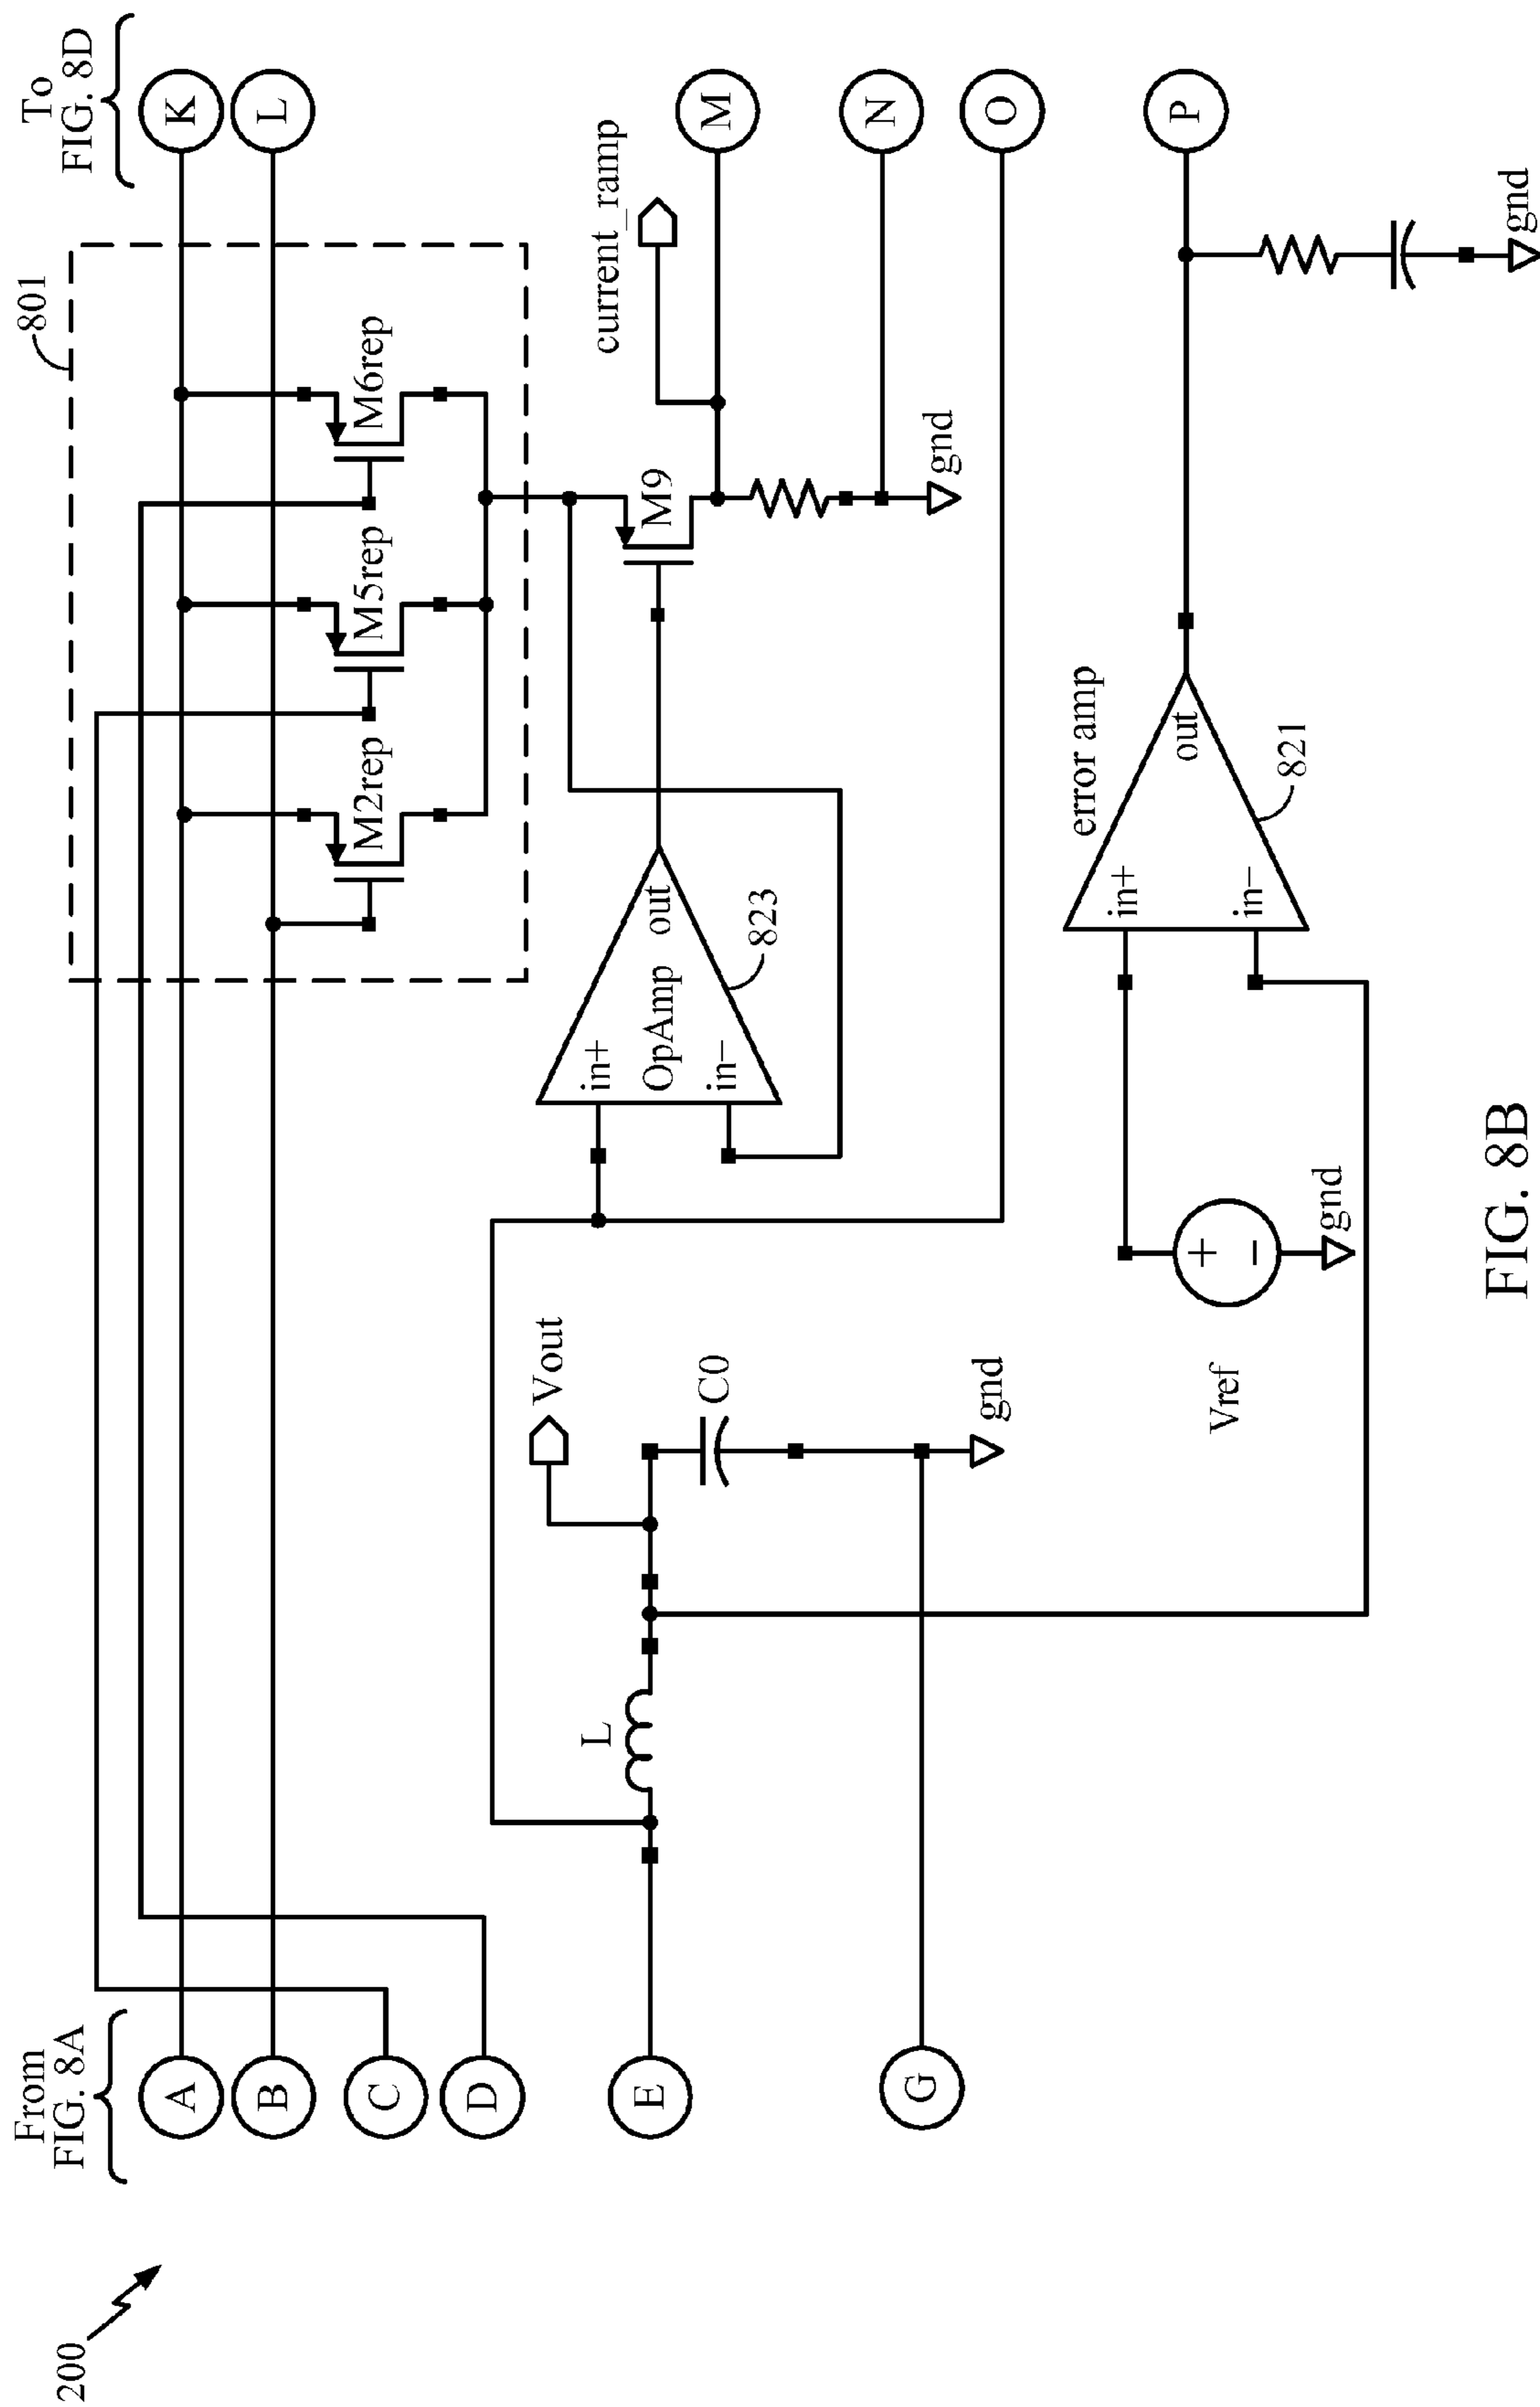 200
From
FIG. 8A
A
B
C
D
E
G
To
FIG. 8D
K
L
M
N
O
P
801
M2rep
M5rep
M6rep
current_ramp
M9
gnd
in+
OpAmp
out
in−
823
L
Vout
C0
gnd
error amp
in+
in−
out
821
Vref
+
−
gnd
gnd
FIG. 8B